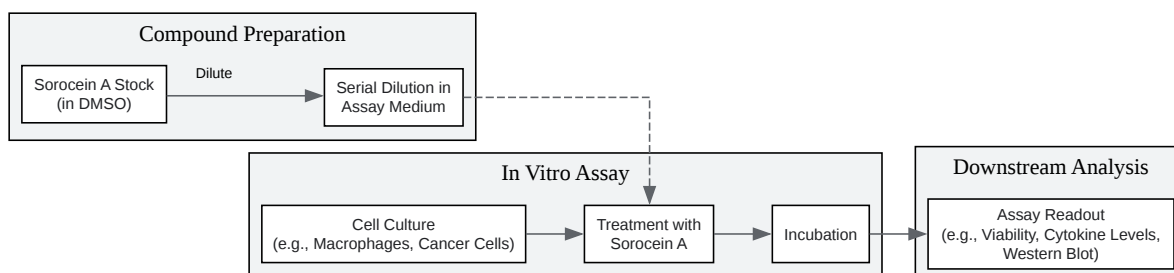 Compound Preparation
Sorocein A Stock
(in DMSO)
Dilute
Serial Dilution in
Assay Medium
In Vitro Assay
Cell Culture
(e.g., Macrophages, Cancer Cells)
Treatment with
Sorocein A
Incubation
Downstream Analysis
Assay Readout
(e.g., Viability, Cytokine Levels,
Western Blot)